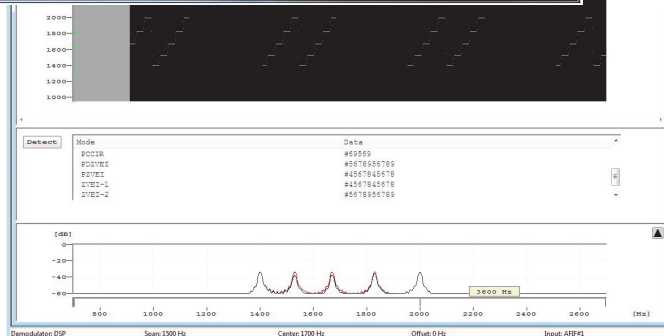 2000
1800
1600
1400
1200
1000
Detect
Mode Data
PCCIR #69569
PDZVEI #5678956789
PZVEI #4567845678
ZVEI-1 #4567845678
ZVEI-2 #5678956789
[dB]
0
-20
-40
-60
3600 Hz
800 1000 1200 1400 1600 1800 2000 2200 2400 2600 [Hz]
Demodulator: DSP Span: 1500 Hz Center: 1700 Hz Offset: 0 Hz Input: AFIF#1